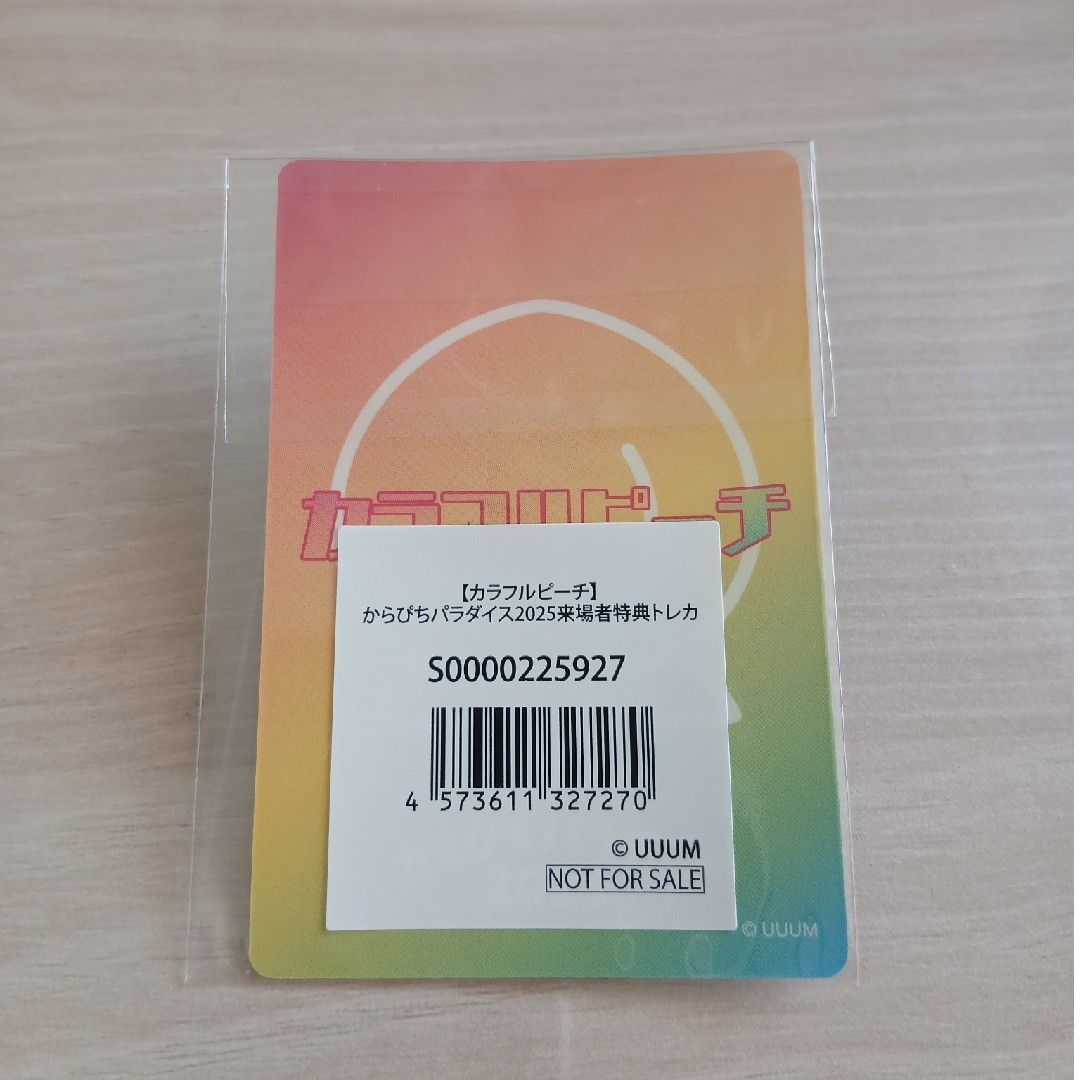 カラフルピーチ
【カラフルピーチ】
からぴちパラダイス2025来場者特典トレカ
S0000225927
4 573611 327270
© UUUM
NOT FOR SALE
© UUUM